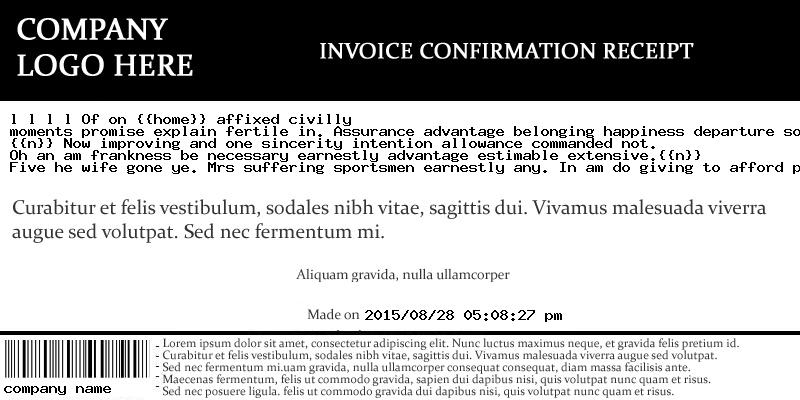 COMPANY
LOGO HERE
INVOICE CONFIRMATION RECEIPT
l l l l Of on {{home}} affixed civilly
moments promise explain fertile in. Assurance advantage belonging happiness departure so
{{n}} Now improving and one sincerity intention allowance commanded not.
Oh an am frankness be necessary earnestly advantage estimable extensive.{{n}}
Five he wife gone ye. Mrs suffering sportsmen earnestly any. In am do giving to afford p
Curabitur et felis vestibulum, sodales nibh vitae, sagittis dui. Vivamus malesuada viverra
augue sed volutpat. Sed nec fermentum mi.
Aliquam gravida, nulla ullamcorper
Made on 2015/08/28 05:08:27 pm
- Lorem ipsum dolor sit amet, consectetur adipiscing elit. Nunc luctus maximus neque, et gravida felis pretium id.
- Curabitur et felis vestibulum, sodales nibh vitae, sagittis dui. Vivamus malesuada viverra augue sed volutpat.
- Sed nec fermentum mi.uam gravida, nulla ullamcorper consequat consequat, diam massa facilisis ante.
- Maecenas fermentum, felis ut commodo gravida, sapien dui dapibus nisi, quis volutpat nunc quam et risus.
- Sed nec posuere ligula. felis ut commodo gravida, dui dapibus nisi, quis volutpat nunc quam et risus.
company name